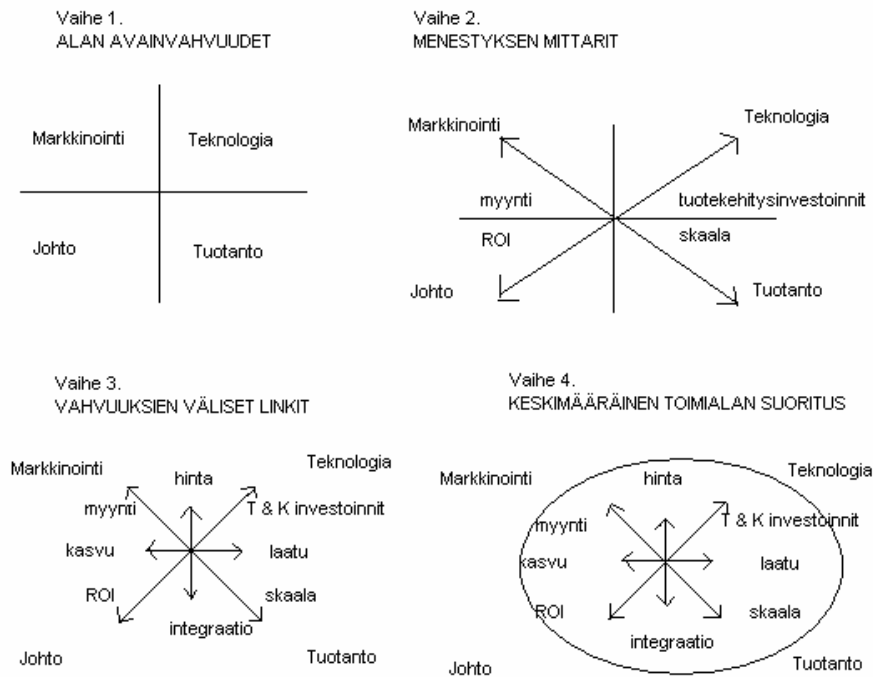 Vaihe 1.
ALAN AVAINVAHVUUDET
Markkinointi Teknologia
Johto Tuotanto
Vaihe 2.
MENESTYKSEN MITTARIT
Markkinointi Teknologia
myynti tuotekehitysinvestoinnit
ROI skaala
Johto Tuotanto
Vaihe 3.
VAHVUUKSIEN VÄLISET LINKIT
Markkinointi Teknologia
hinta
myynti T & K investoinnit
kasvu laatu
ROI skaala
integraatio
Johto Tuotanto
Vaihe 4.
KESKIMÄÄRÄINEN TOIMIALAN SUORITUS
Markkinointi Teknologia
hinta
myynti T & K investoinnit
kasvu laatu
ROI skaala
integraatio
Johto Tuotanto